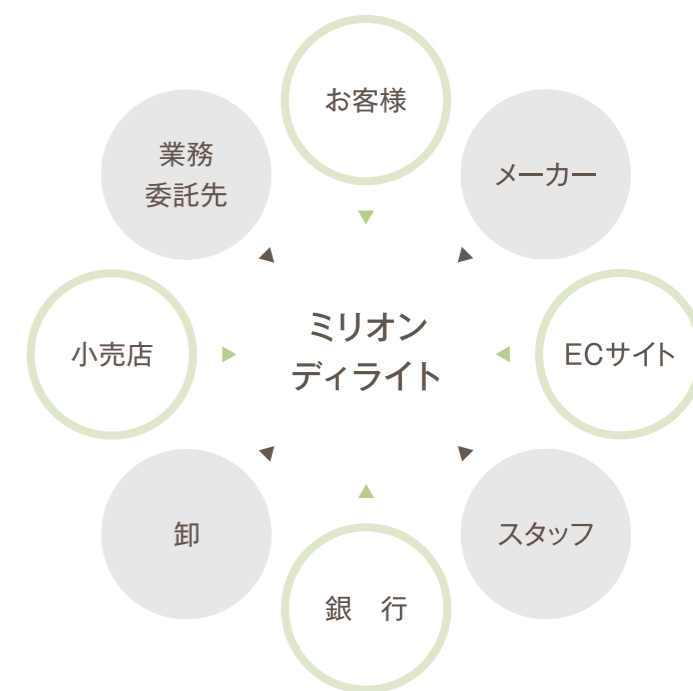 お客様
業務
委託先
メーカー
小売店
ミリオン
ディライト
ECサイト
卸
スタッフ
銀　行